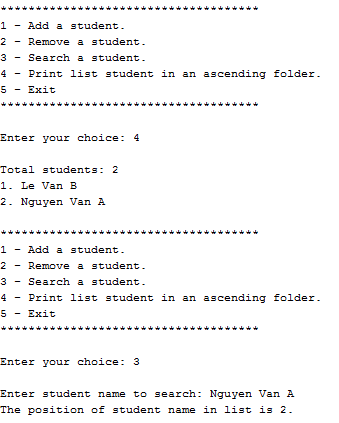 *************************************
1 - Add a student.
2 - Remove a student.
3 - Search a student.
4 - Print list student in an ascending folder.
5 - Exit
*************************************
Enter your choice: 4
Total students: 2
1. Le Van B
2. Nguyen Van A
*************************************
1 - Add a student.
2 - Remove a student.
3 - Search a student.
4 - Print list student in an ascending folder.
5 - Exit
*************************************
Enter your choice: 3
Enter student name to search: Nguyen Van A
The position of student name in list is 2.